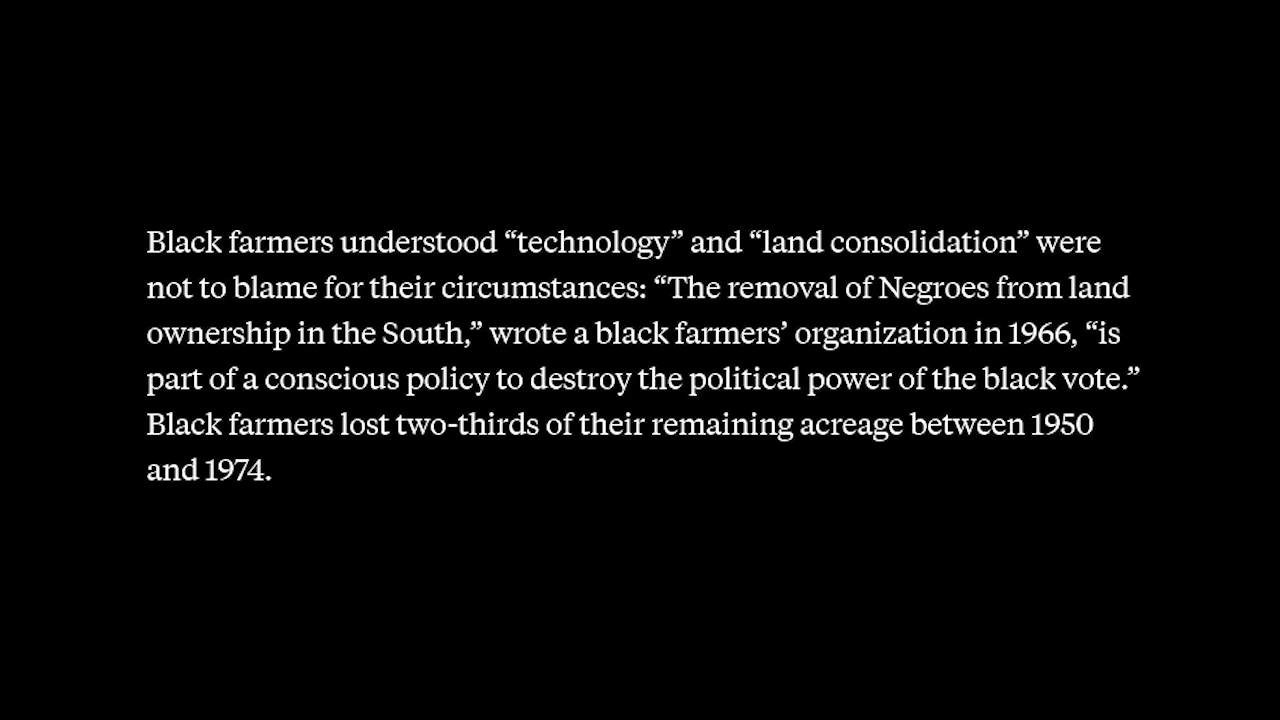 Black farmers understood “technology” and “land consolidation” were
not to blame for their circumstances: “The removal of Negroes from land
ownership in the South,” wrote a black farmers’ organization in 1966, “is
part of a conscious policy to destroy the political power of the black vote.”
Black farmers lost two-thirds of their remaining acreage between 1950
and 1974.